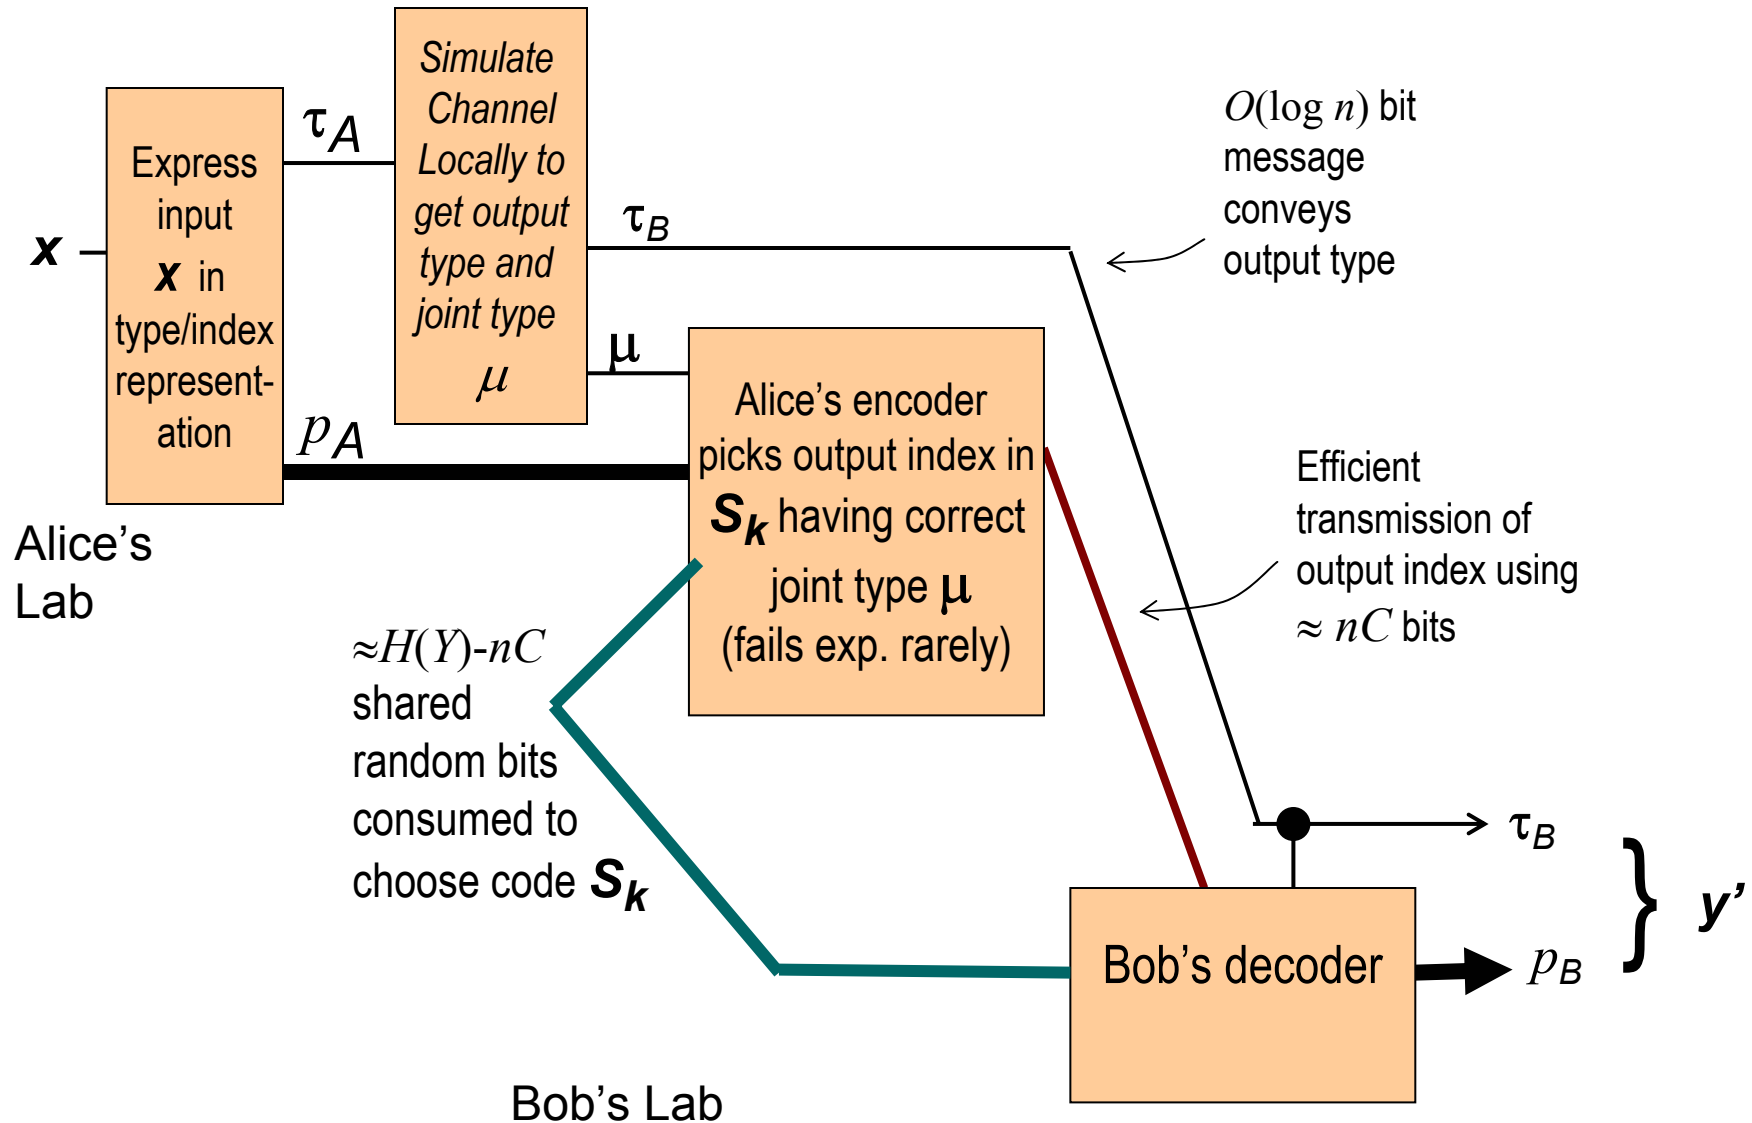 x
Express
input
x in
type/index
represent-
ation
τA
pA
Simulate
Channel
Locally to
get output
type and
joint type
μ
τB
μ
Alice’s encoder
picks output index in
Sk having correct
joint type μ
(fails exp. rarely)
O(log n) bit
message
conveys
output type
Efficient
transmission of
output index using
≈ nC bits
Alice’s
Lab
≈H(Y)-nC
shared
random bits
consumed to
choose code Sk
Bob’s decoder
τB
pB
} y’
Bob’s Lab